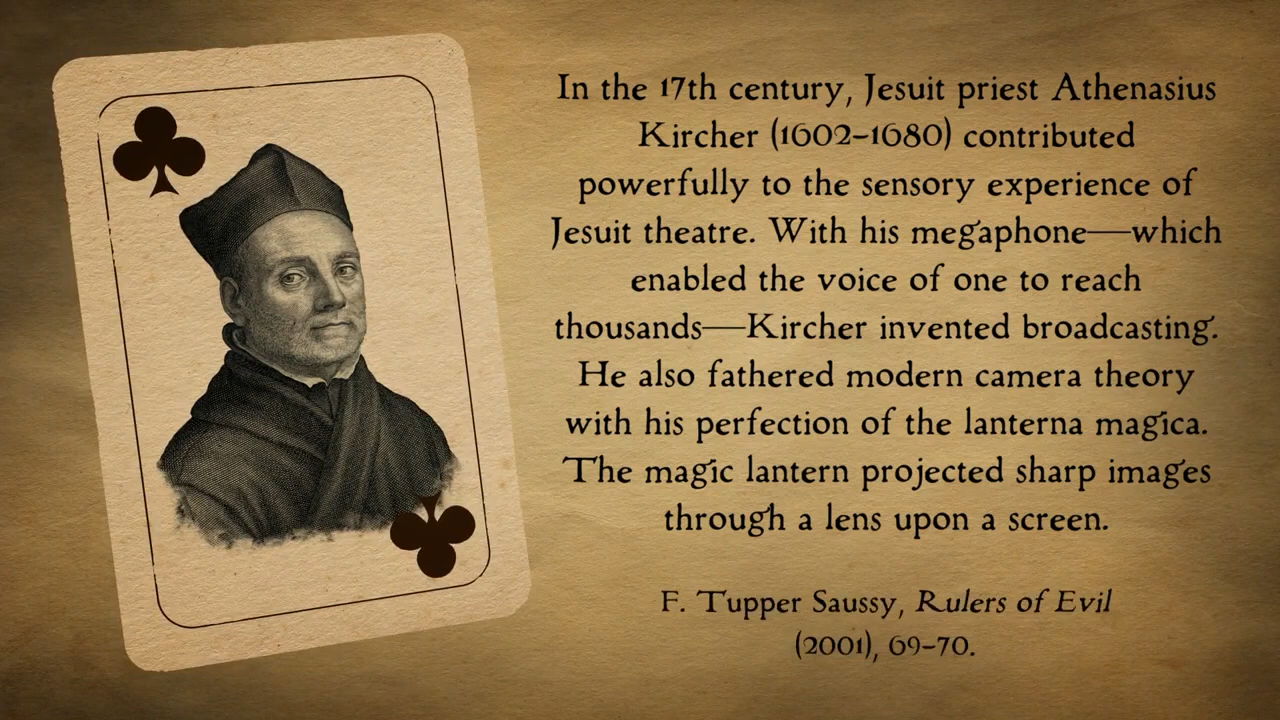 In the 17th century, Jesuit priest Athenasius
Kircher (1602–1680) contributed
powerfully to the sensory experience of
Jesuit theatre. With his megaphone—which
enabled the voice of one to reach
thousands—Kircher invented broadcasting.
He also fathered modern camera theory
with his perfection of the lanterna magica.
The magic lantern projected sharp images
through a lens upon a screen.
F. Tupper Saussy, Rulers of Evil
(2001), 69–70.